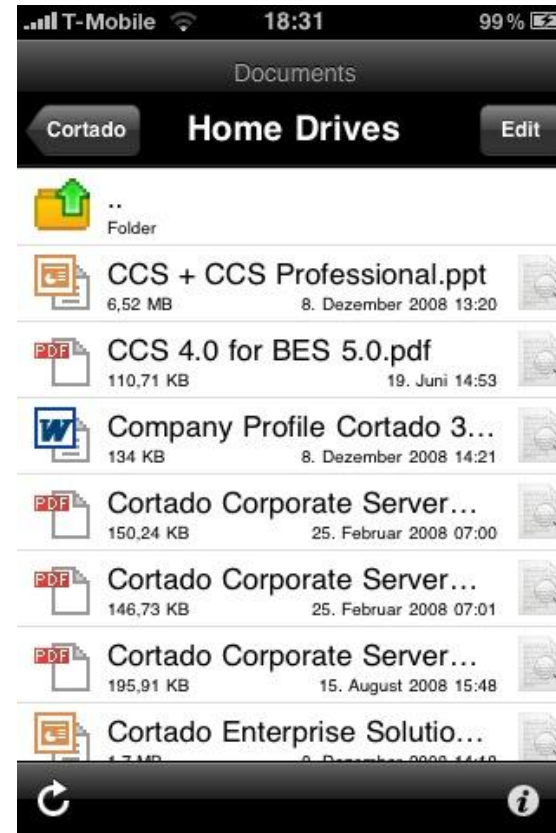 T-Mobile 18:31 99 %
Documents
Cortado Home Drives Edit
..
Folder
CCS + CCS Professional.ppt
6,52 MB 8. Dezember 2008 13:20
PDF CCS 4.0 for BES 5.0.pdf
110,71 KB 19. Juni 14:53
W Company Profile Cortado 3...
134 KB 8. Dezember 2008 14:21
PDF Cortado Corporate Server...
150,24 KB 25. Februar 2008 07:00
PDF Cortado Corporate Server...
146,73 KB 25. Februar 2008 07:01
PDF Cortado Corporate Server...
195,91 KB 15. August 2008 15:48
Cortado Enterprise Solutio...